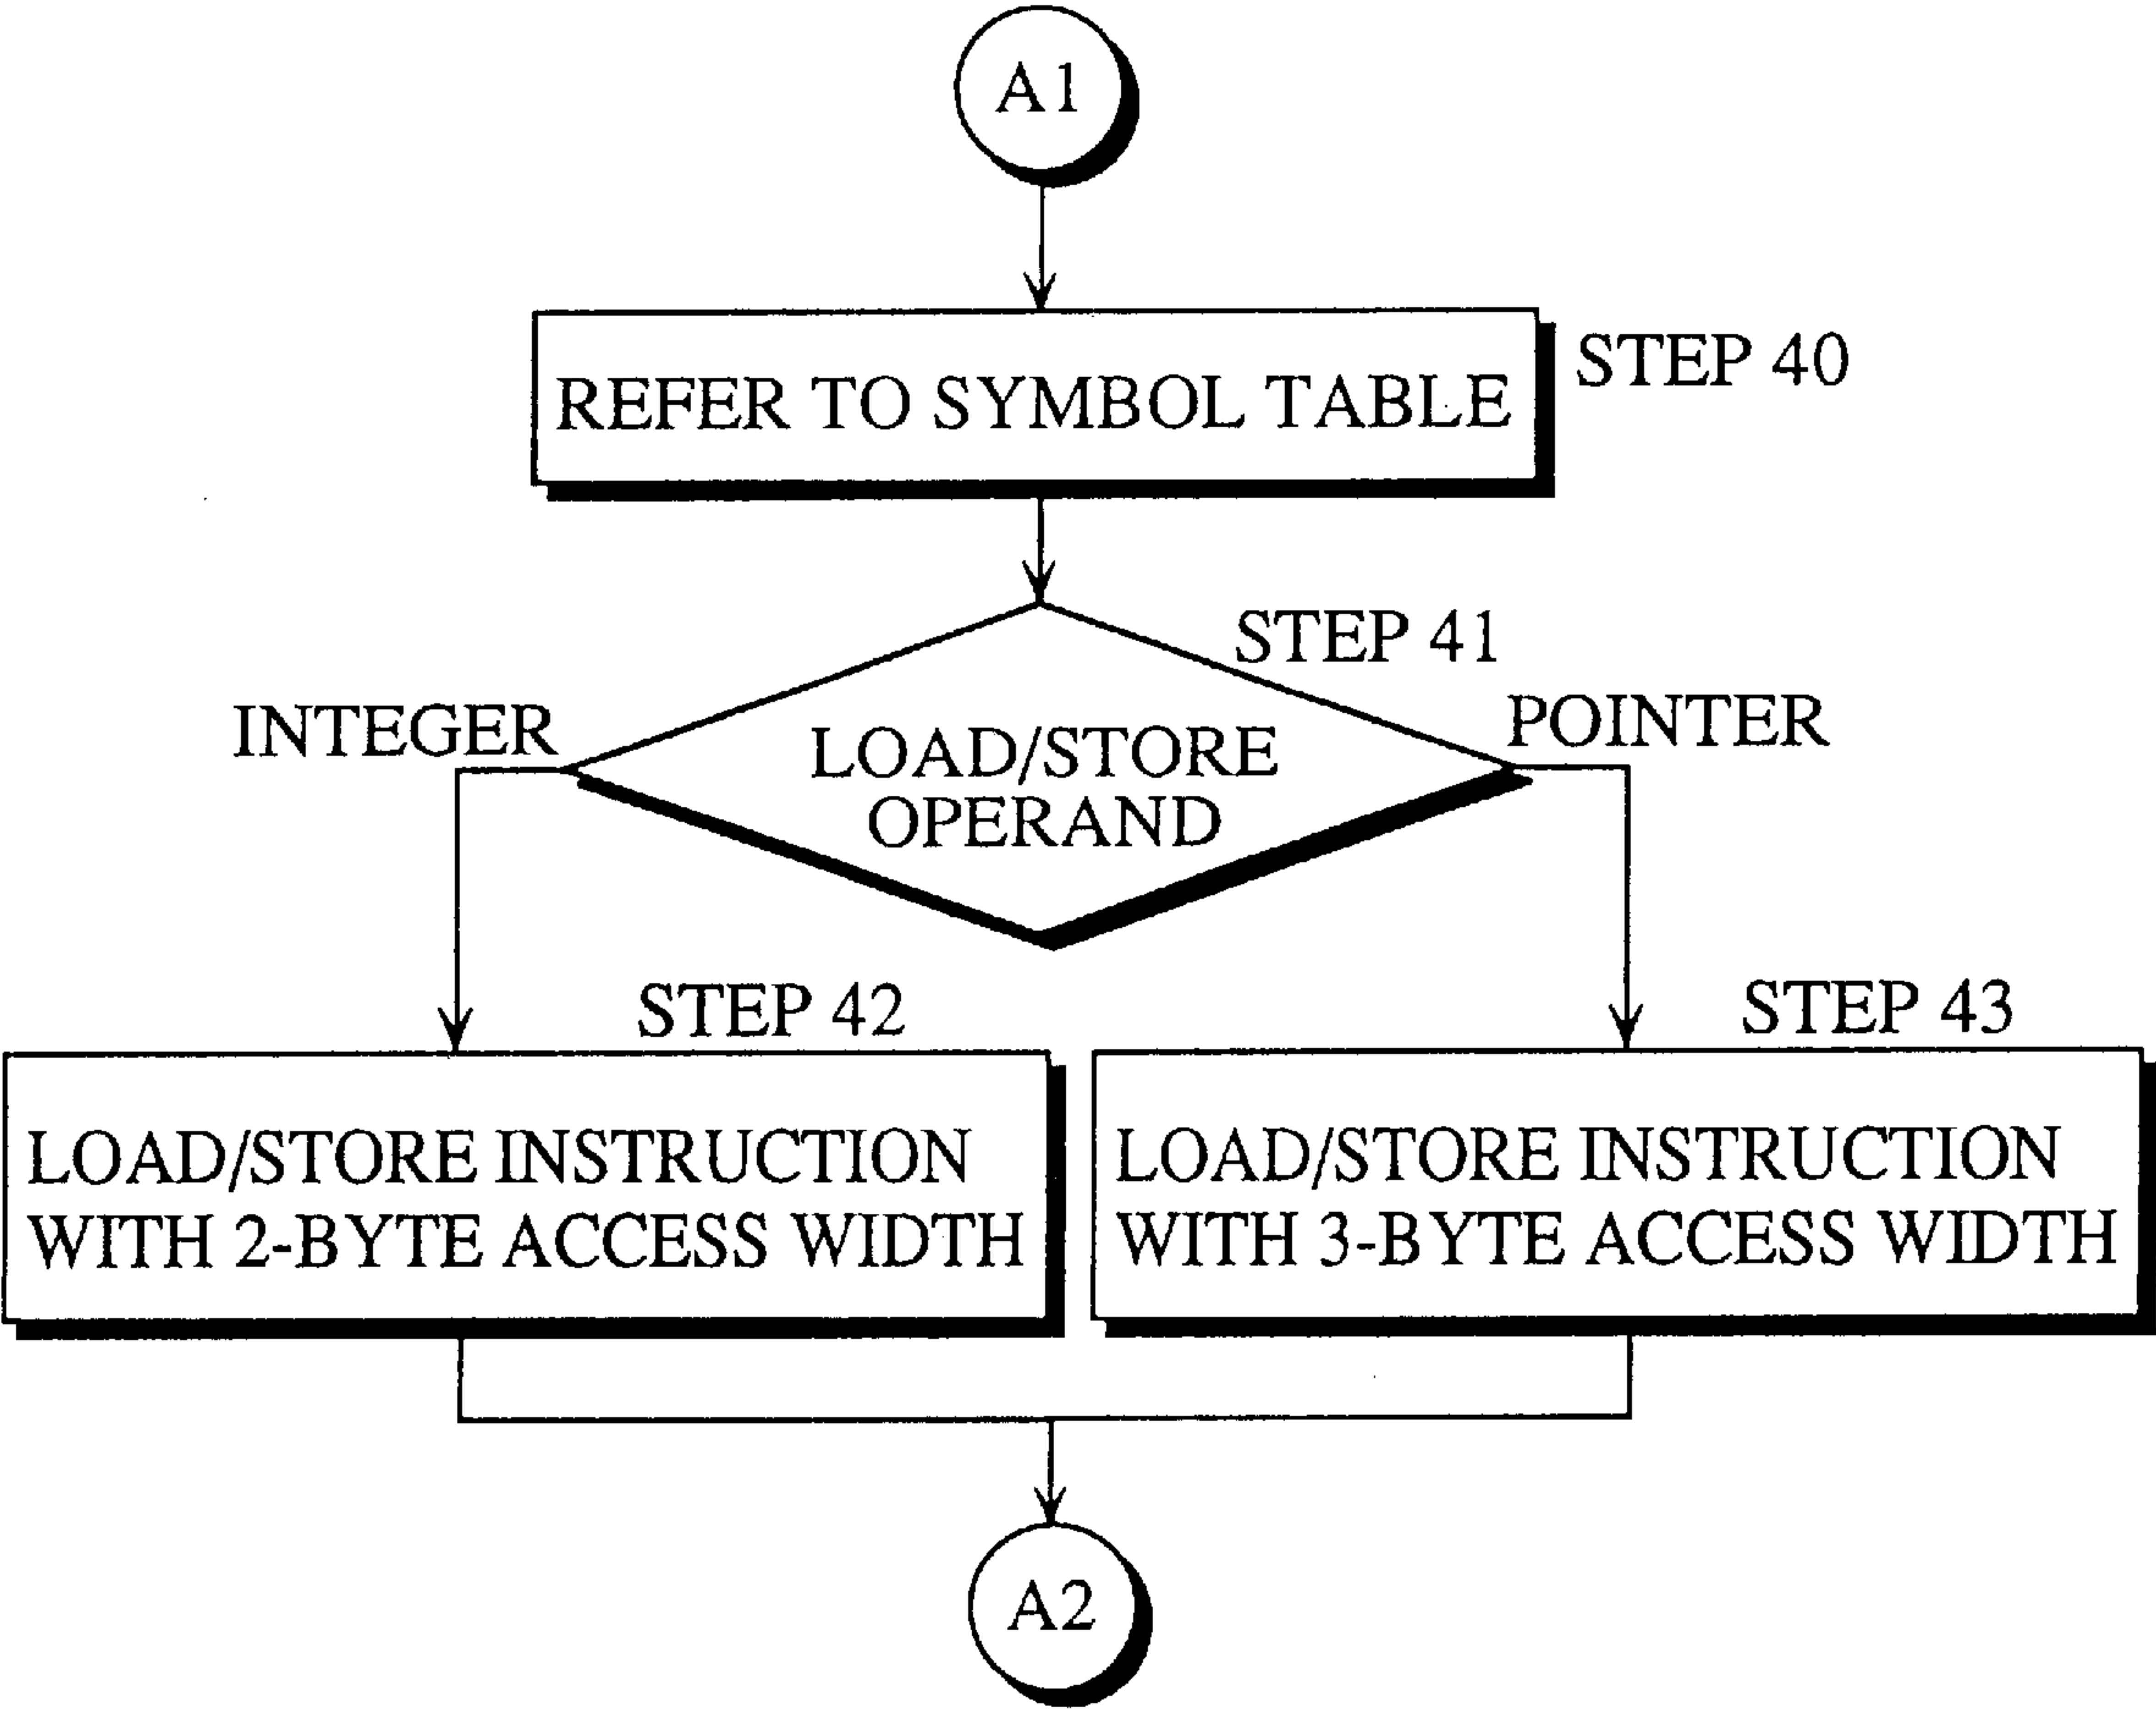 A1
REFER TO SYMBOL TABLE
STEP 40
STEP 41
INTEGER
POINTER
LOAD/STORE
OPERAND
STEP 42
STEP 43
LOAD/STORE INSTRUCTION
WITH 2-BYTE ACCESS WIDTH
LOAD/STORE INSTRUCTION
WITH 3-BYTE ACCESS WIDTH
A2